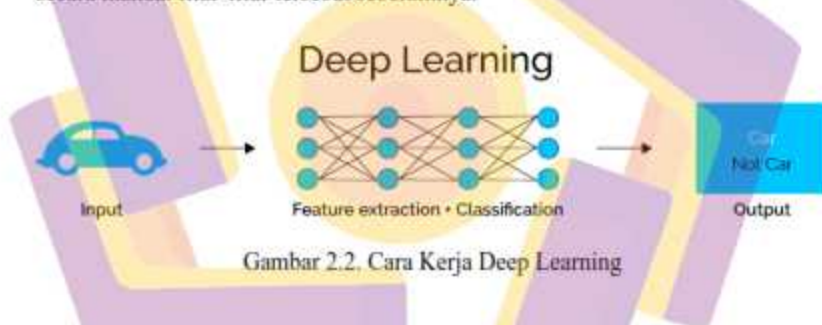 Deep Learning
Car
Not Car
Input
Feature extraction + Classification
Output
Gambar 2.2. Cara Kerja Deep Learning